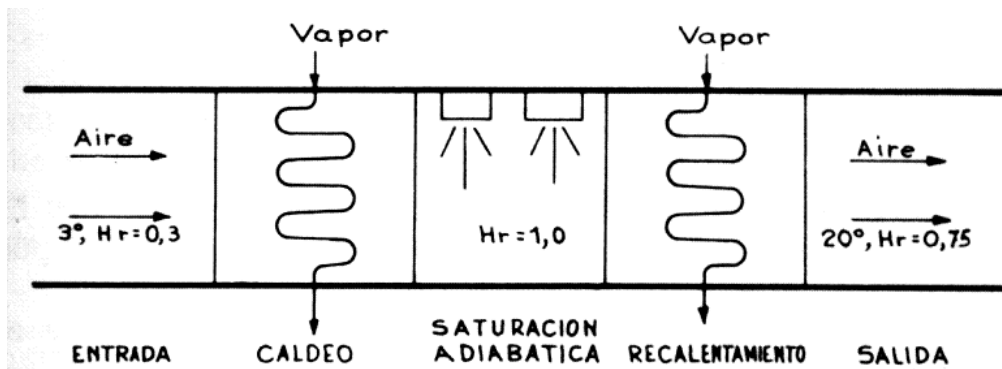 Vapor
Vapor
Aire
Aire
3°, Hr=0,3
Hr=1,0
20°, Hr=0,75
ENTRADA
CALDEO
SATURACION
ADIABATICA
RECALENTAMIENTO
SALIDA